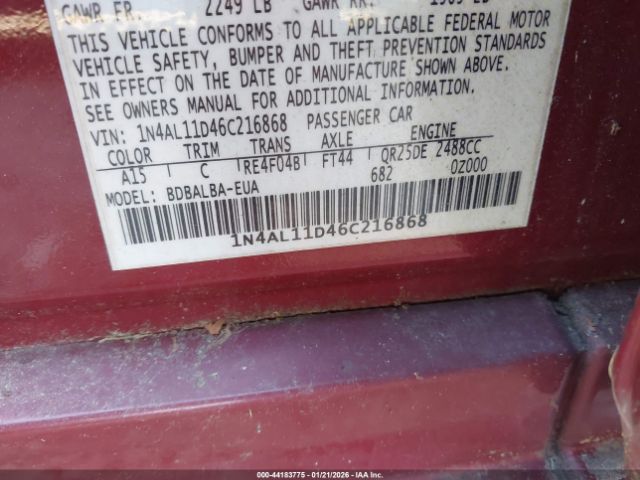 GAWR FR. 2249 LB GAWR RR.
THIS VEHICLE CONFORMS TO ALL APPLICABLE FEDERAL MOTOR
VEHICLE SAFETY, BUMPER AND THEFT PREVENTION STANDARDS
IN EFFECT ON THE DATE OF MANUFACTURE SHOWN ABOVE.
SEE OWNERS MANUAL FOR ADDITIONAL INFORMATION.
VIN: 1N4AL11D46C216868 PASSENGER CAR
COLOR TRIM TRANS AXLE ENGINE
A15 C RE4F04B FT44 QR25DE 2488CC
MODEL: BDBALBA-EUA 682 0Z000
1N4AL11D46C216868
000-44183775 - 01/21/2026 - IAA Inc.